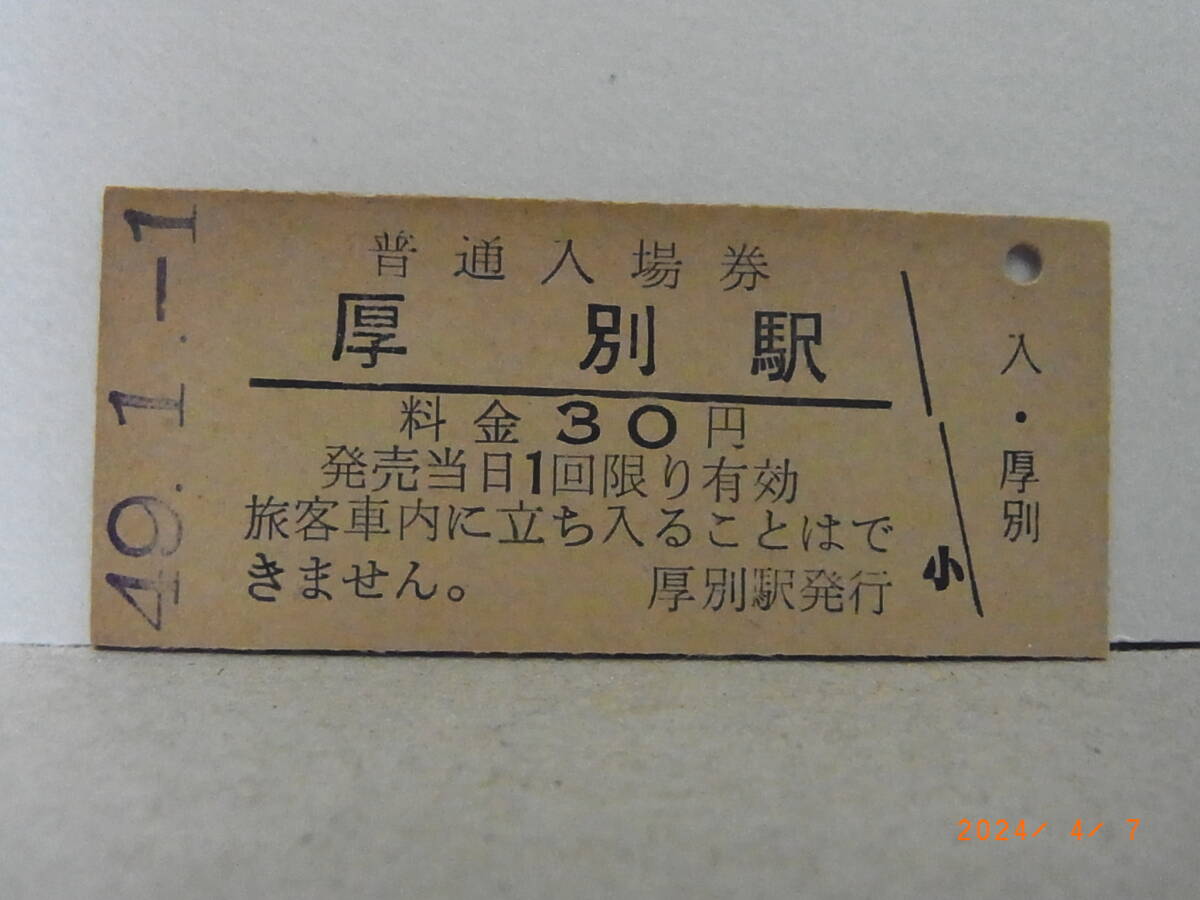 49.1.-1
普通入場券
厚別駅
料金30円
発売当日1回限り有効
旅客車内に立ち入ることはで
きません。 厚別駅発行
小
入・厚別
2024/ 4/ 7